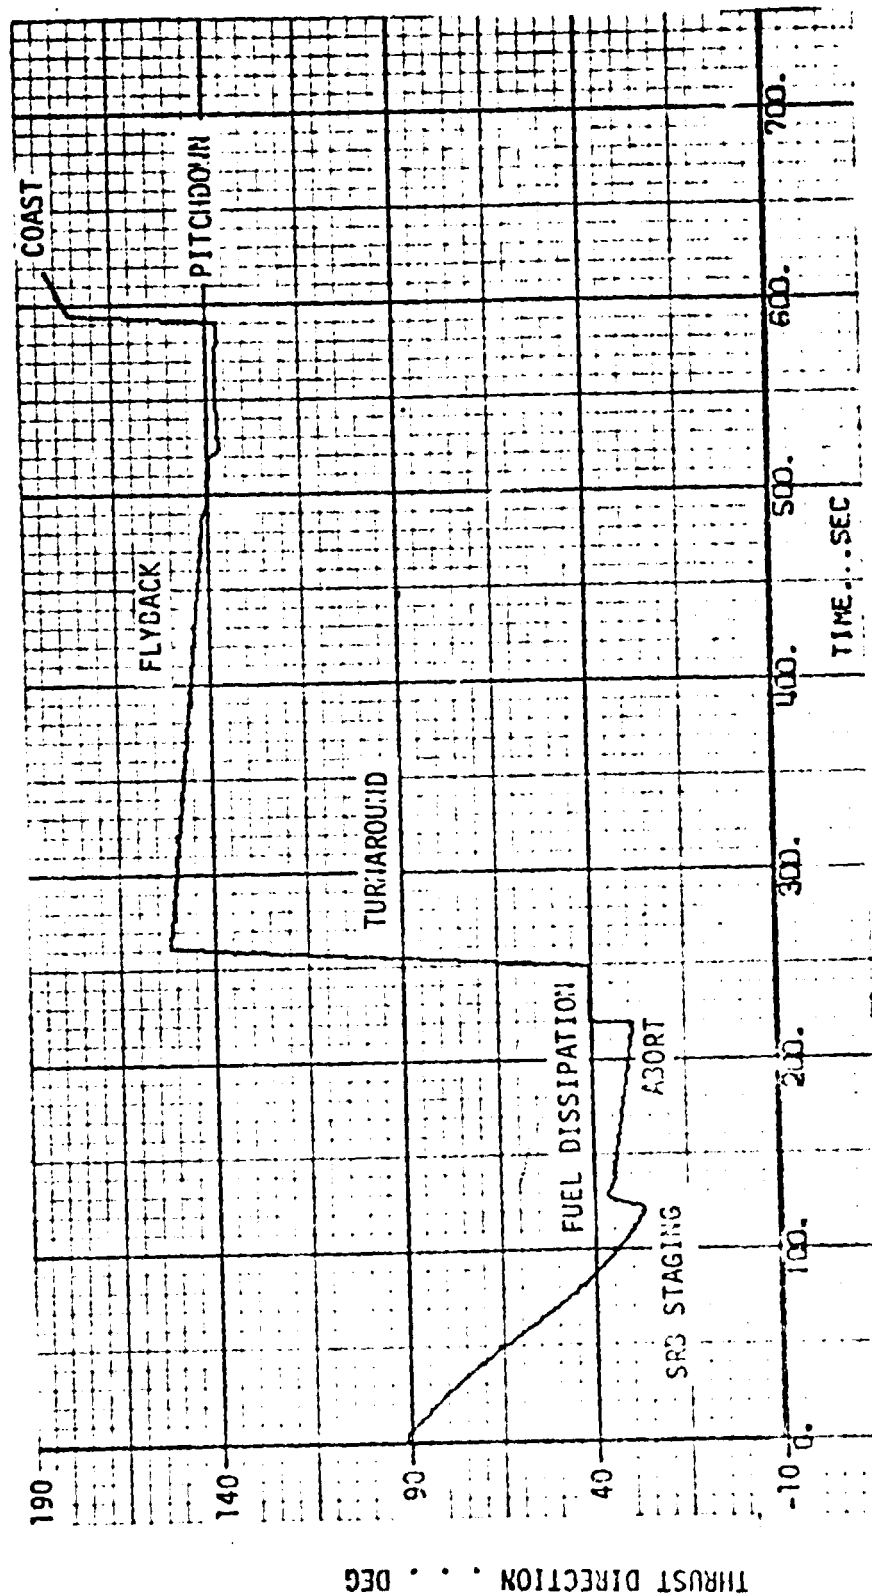 THRUST DIRECTION . . . DEG
190
140
90
40
-10
COAST
PITCHDOWN
FLYBACK
TURNAROUND
FUEL DISSIPATION
ABORT
SRB STAGING
0.
100.
200.
300.
400.
500.
600.
700.
TIME...SEC